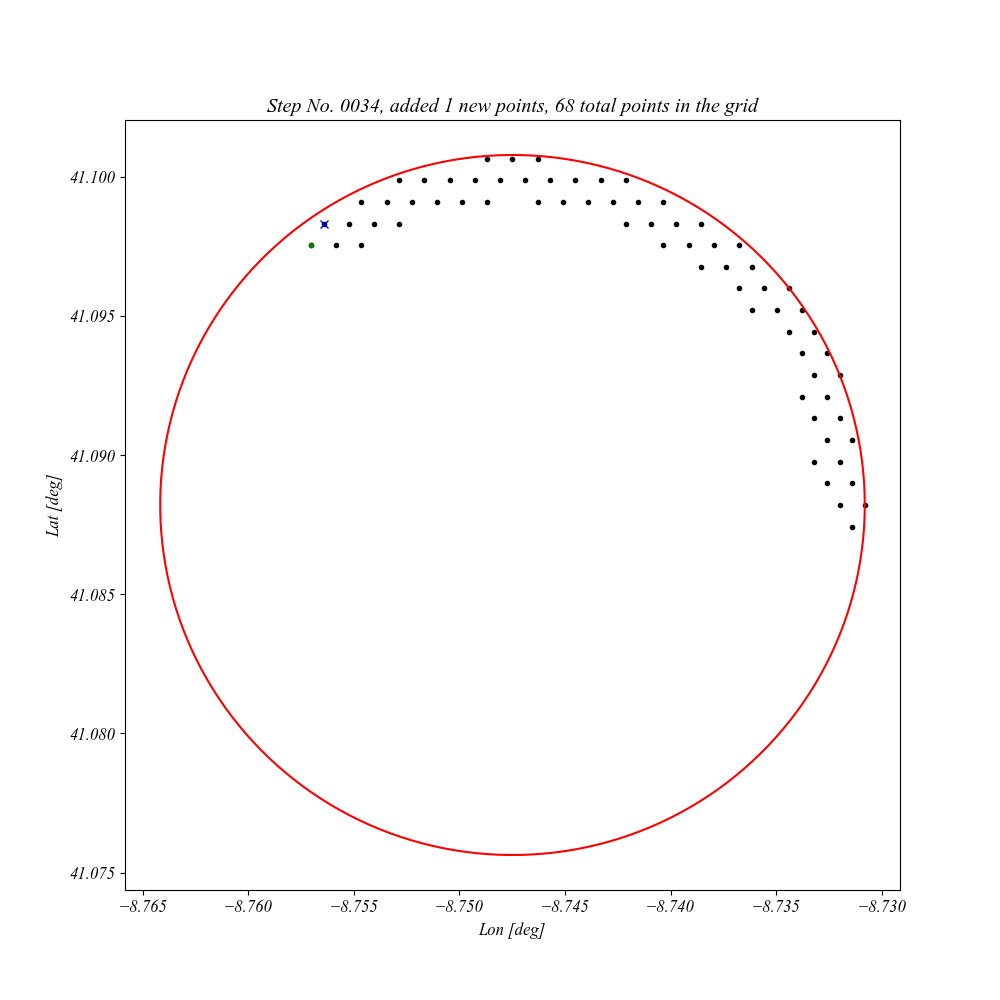 Step No. 0034, added 1 new points, 68 total points in the grid
41.100
41.095
41.090
41.085
41.080
41.075
Lat [deg]
−8.765 −8.760 −8.755 −8.750 −8.745 −8.740 −8.735 −8.730
Lon [deg]